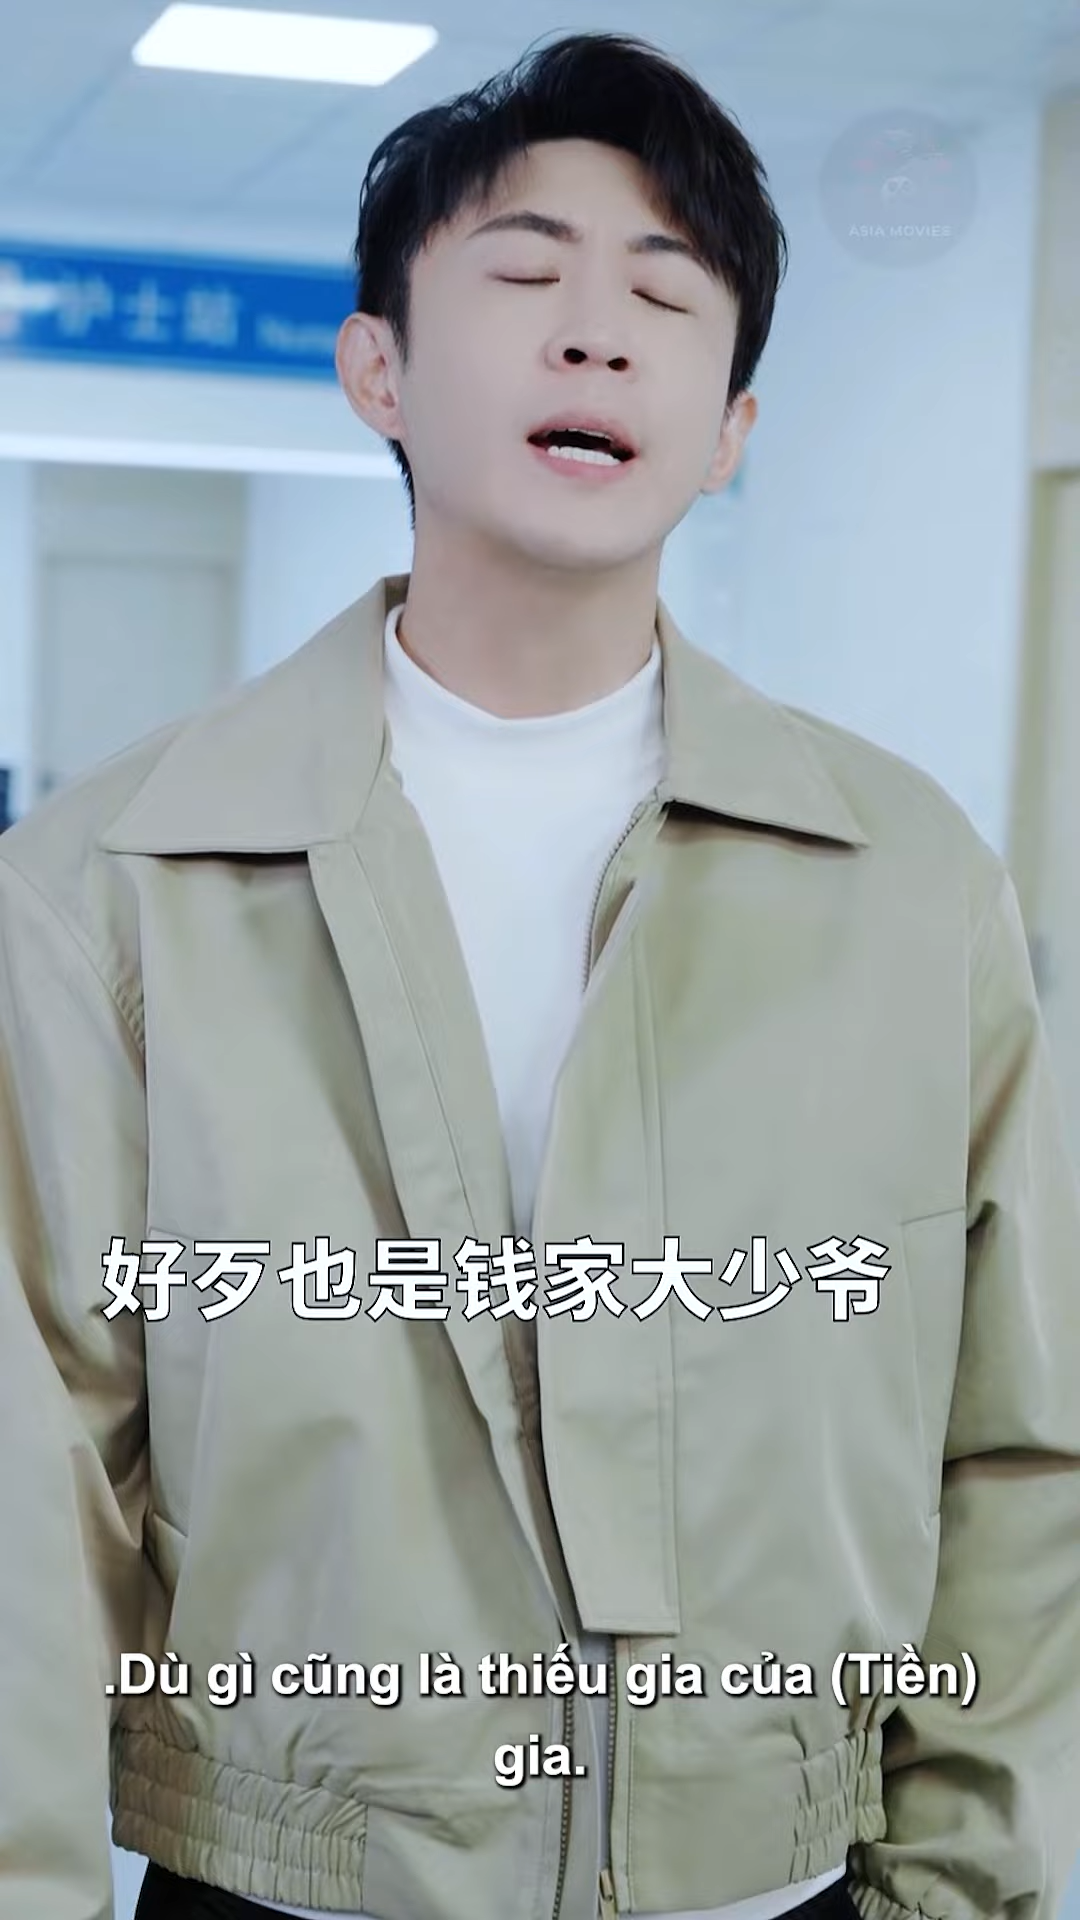 ASIA MOVIES
护士站
好歹也是钱家大少爷
.Dù gì cũng là thiếu gia của (Tiền)
gia.